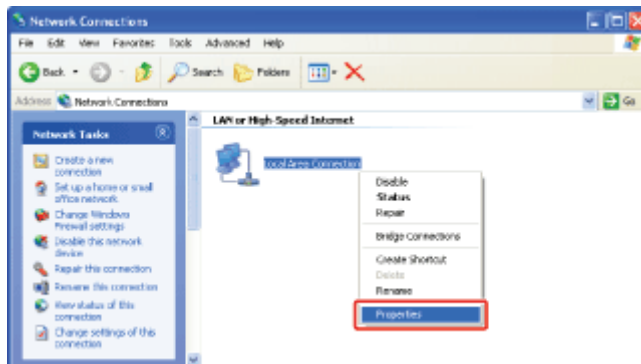 Network Connections
File Edit View Favorites Tools Advanced Help
Back Search Folders
Address Network Connections Go
LAN or High-Speed Internet
Network Tasks
Local Area Connection
Create a new
connection
Set up a home or small
office network
Change Windows
Firewall settings
Disable this network
device
Repair this connection
Rename this connection
View status of this
connection
Change settings of this
connection
Disable
Status
Repair
Bridge Connections
Create Shortcut
Delete
Rename
Properties